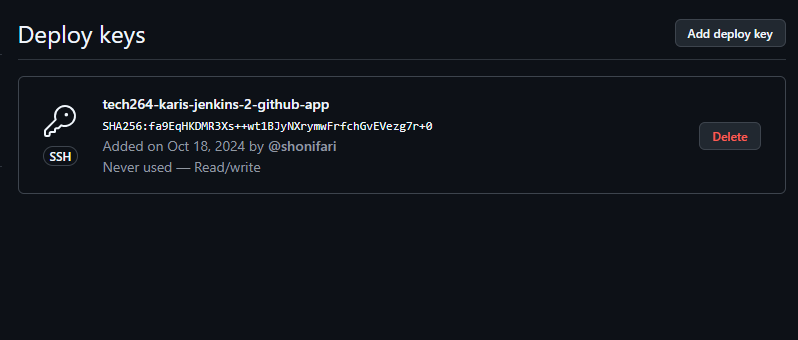 Deploy keys
Add deploy key
tech264-karis-jenkins-2-github-app
SHA256:fa9EqHKDMR3Xs++wt1BJyNXrymwFrfchGvEVezg7r+0
Added on Oct 18, 2024 by @shonifari
SSH
Never used — Read/write
Delete